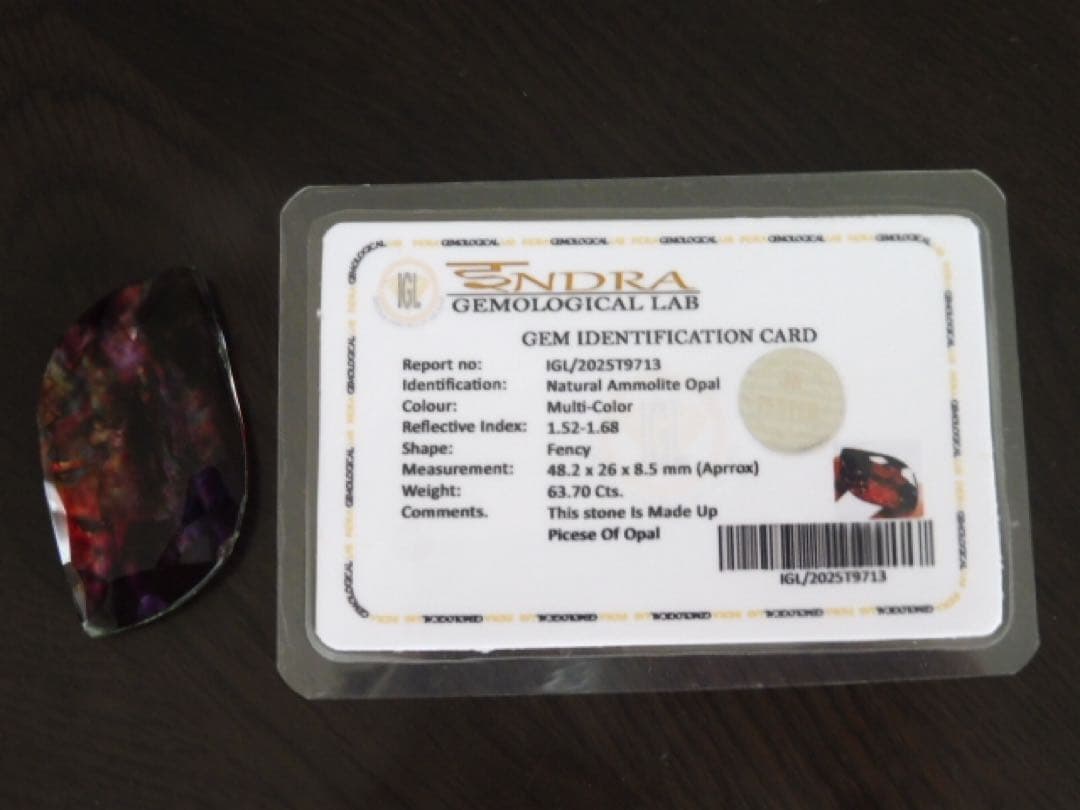 IGL
इNDRA
GEMOLOGICAL LAB
GEM IDENTIFICATION CARD
Report no: IGL/2025T9713
Identification: Natural Ammolite Opal
Colour: Multi-Color
Reflective Index: 1.52-1.68
Shape: Fency
Measurement: 48.2 x 26 x 8.5 mm (Aprrox)
Weight: 63.70 Cts.
Comments. This stone Is Made Up
Picese Of Opal
IGL/2025T9713